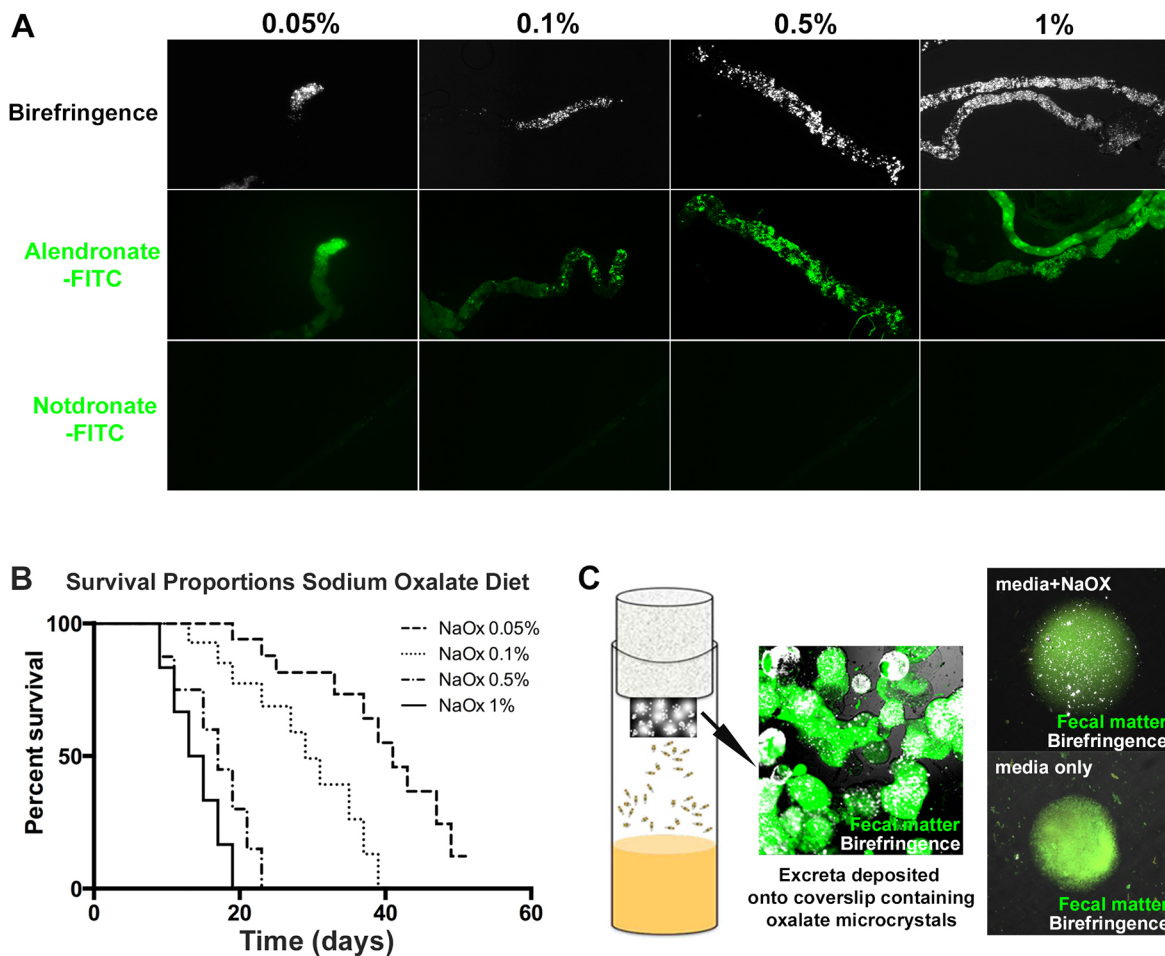 A
0.05%
0.1%
0.5%
1%
Birefringence
Alendronate
-FITC
Notdronate
-FITC
B
Survival Proportions Sodium Oxalate Diet
NaOx 0.05%
NaOx 0.1%
NaOx 0.5%
NaOx 1%
Percent survival
100
50
0
0
20
40
60
Time (days)
C
Fecal matter
Birefringence
Excreta deposited
onto coverslip containing
oxalate microcrystals
media+NaOX
Fecal matter
Birefringence
media only
Fecal matter
Birefringence